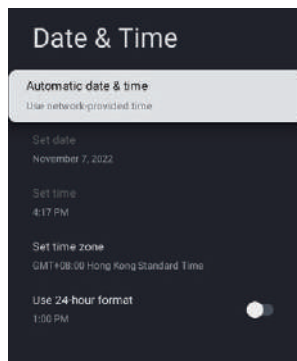 Date & Time
Automatic date & time
Use network-provided time
Set date
November 7, 2022
Set time
4:17 PM
Set time zone
GMT+08:00 Hong Kong Standard Time
Use 24-hour format
1:00 PM